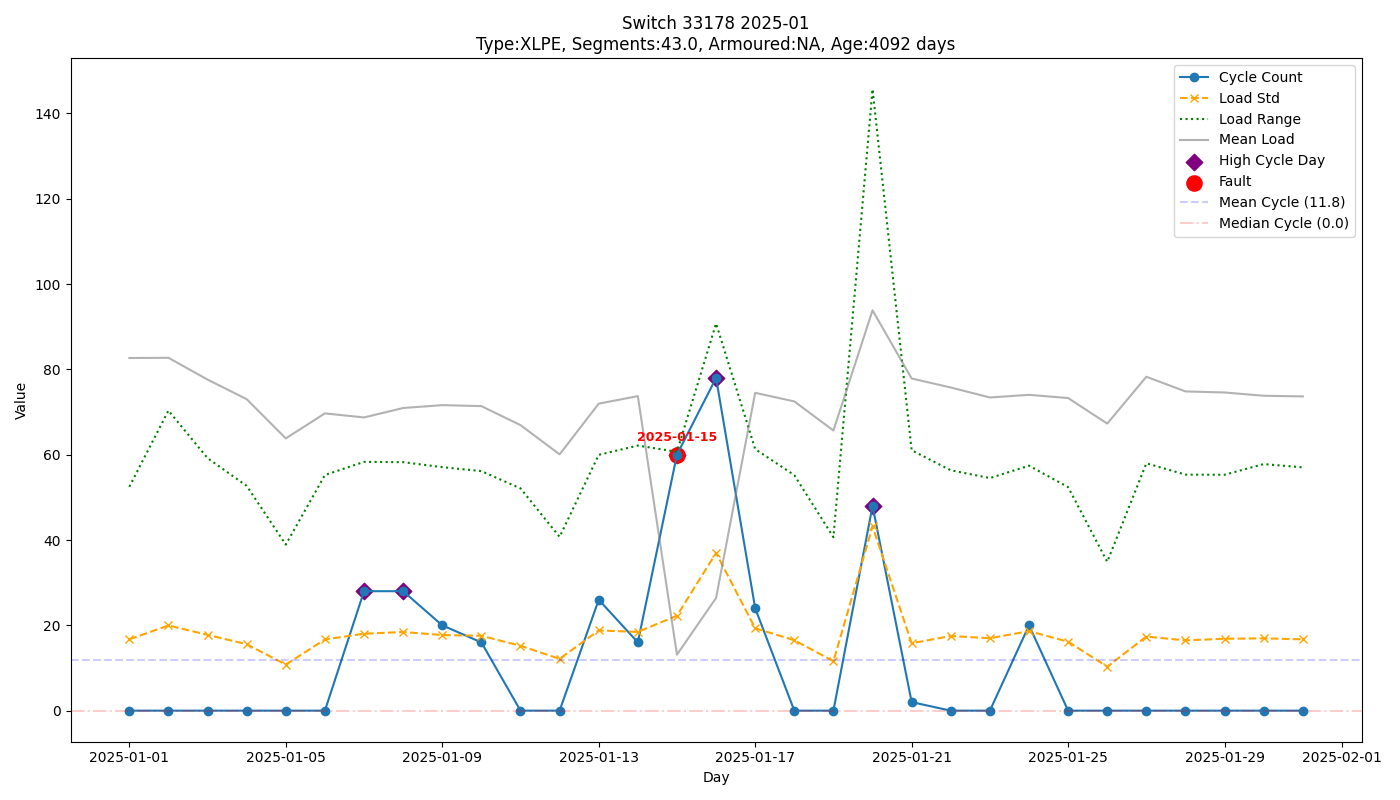 Switch 33178 2025-01
Type:XLPE, Segments:43.0, Armoured:NA, Age:4092 days
Cycle Count
Load Std
Load Range
Mean Load
High Cycle Day
Fault
Mean Cycle (11.8)
Median Cycle (0.0)
140
120
100
80
60
40
20
0
Value
2025-01-15
2025-01-01
2025-01-05
2025-01-09
2025-01-13
2025-01-17
2025-01-21
2025-01-25
2025-01-29
2025-02-01
Day